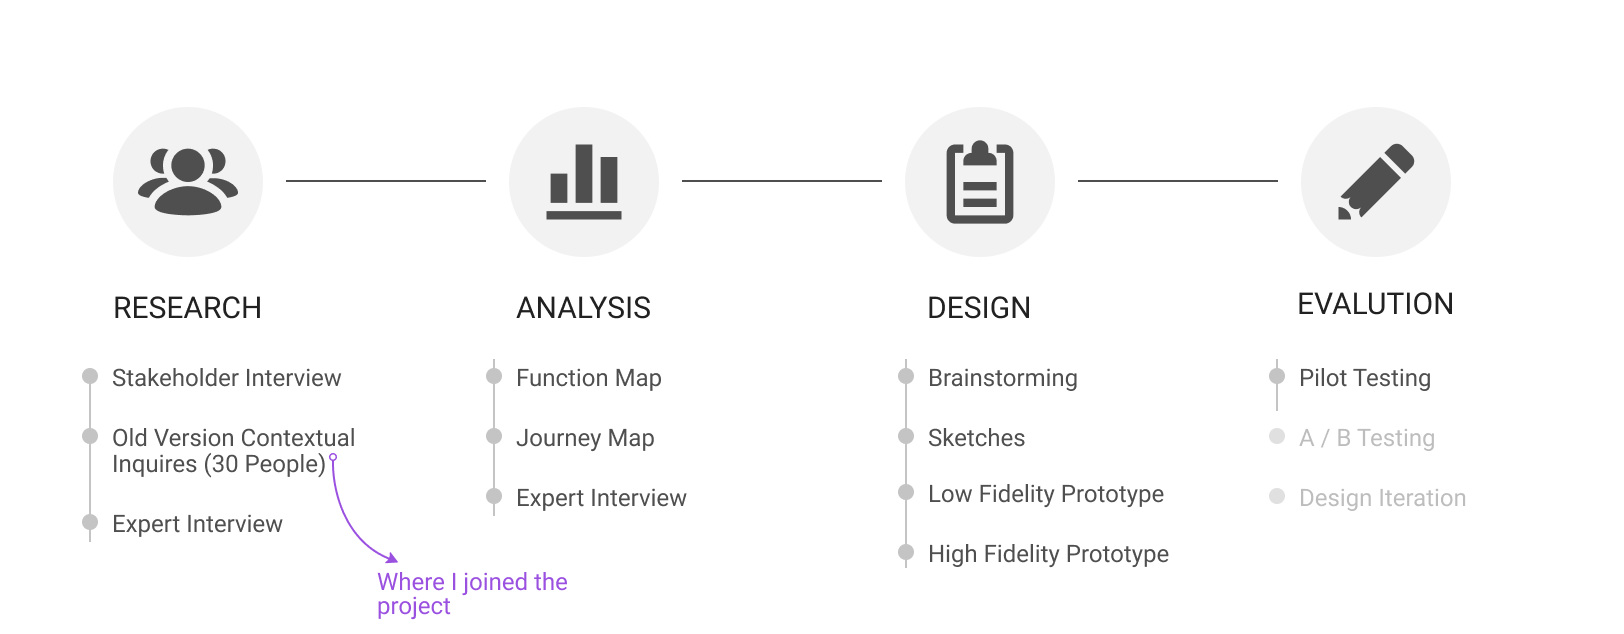 RESEARCH
Stakeholder Interview
Old Version Contextual
Inquires (30 People)
Expert Interview
Where I joined the
project
ANALYSIS
Function Map
Journey Map
Expert Interview
DESIGN
Brainstorming
Sketches
Low Fidelity Prototype
High Fidelity Prototype
EVALUTION
Pilot Testing
A / B Testing
Design Iteration